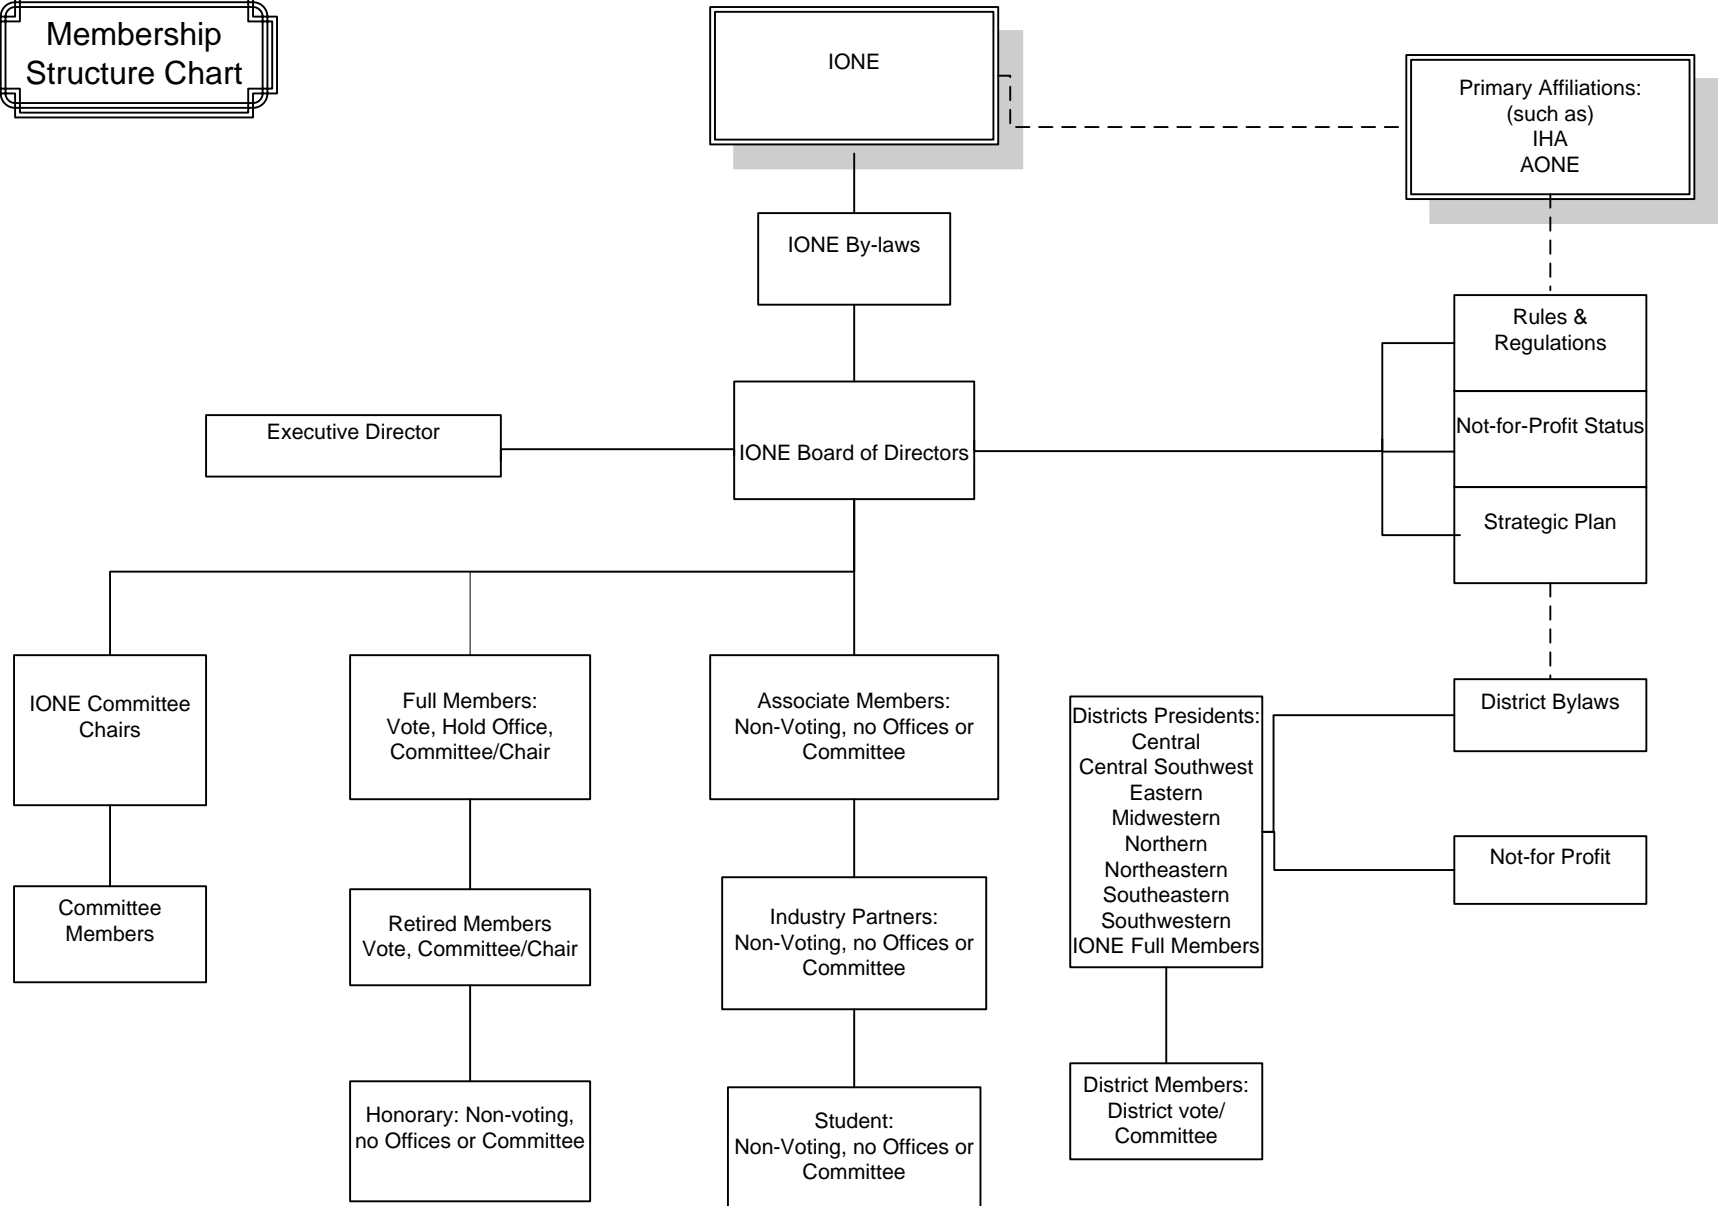 Membership
Structure Chart
IONE
Primary Affiliations:
(such as)
IHA
AONE
IONE By-laws
Rules &
Regulations
Executive Director
IONE Board of Directors
Not-for-Profit Status
Strategic Plan
IONE Committee
Chairs
Full Members:
Vote, Hold Office,
Committee/Chair
Associate Members:
Non-Voting, no Offices or
Committee
Districts Presidents:
Central
Central Southwest
Eastern
Midwestern
Northern
Northeastern
Southeastern
Southwestern
IONE Full Members
District Bylaws
Not-for Profit
Committee
Members
Retired Members
Vote, Committee/Chair
Industry Partners:
Non-Voting, no Offices or
Committee
Honorary: Non-voting,
no Offices or Committee
Student:
Non-Voting, no Offices or
Committee
District Members:
District vote/
Committee